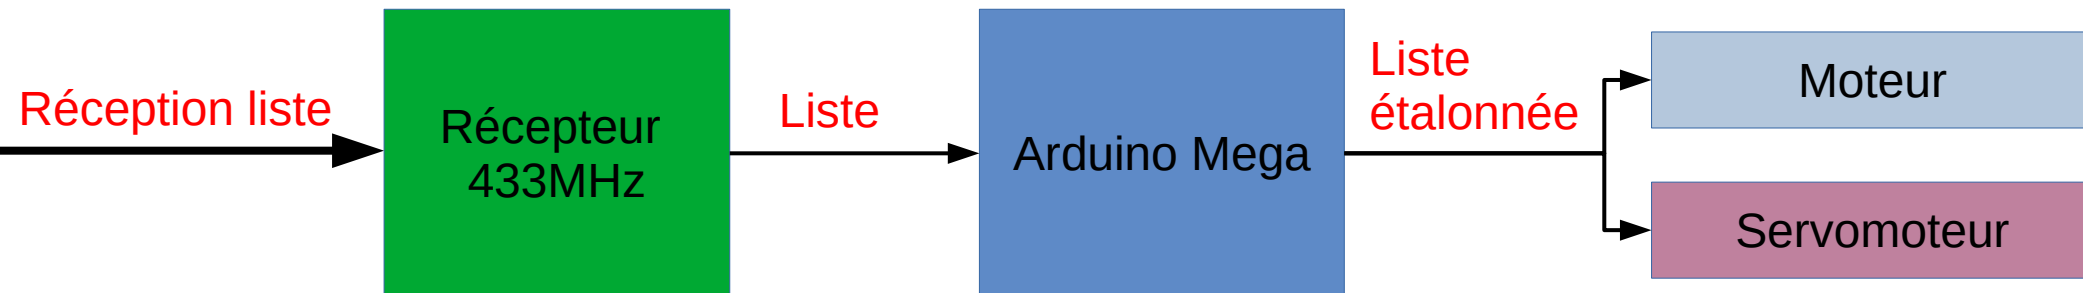 Réception liste
Récepteur
433MHz
Liste
Arduino Mega
Liste
étalonnée
Moteur
Servomoteur